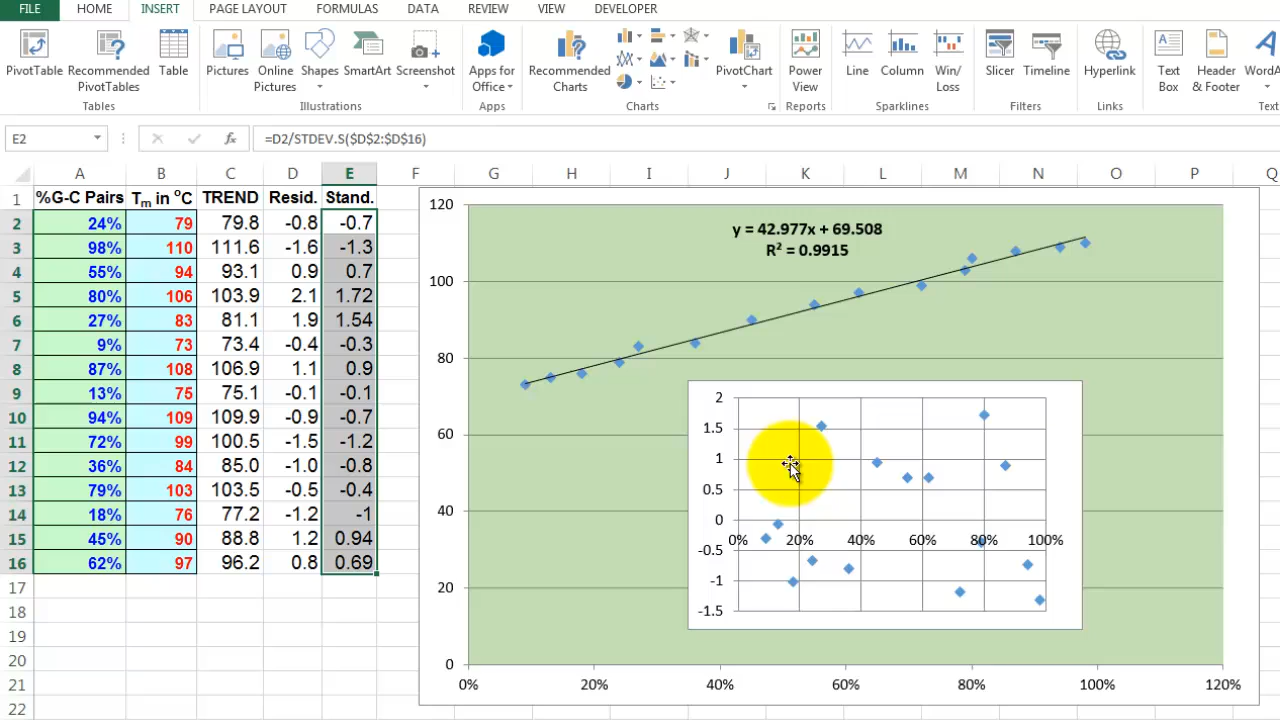 FILE HOME INSERT PAGE LAYOUT FORMULAS DATA REVIEW VIEW DEVELOPER
PivotTable Recommended PivotTables Table Pictures Online Pictures Shapes SmartArt Screenshot Apps for Office Recommended Charts PivotChart Power View Line Column Win/Loss Slicer Timeline Hyperlink Text Box Header & Footer
Tables Illustrations Apps Charts Reports Sparklines Filters Links
E2 fx =D2/STDEV.S($D$2:$D$16)
A B C D E F G H I J K L M N O P Q
1 %G-C Pairs Tm in oC TREND Resid. Stand.
2 24% 79 79.8 -0.8 -0.7
3 98% 110 111.6 -1.6 -1.3
4 55% 94 93.1 0.9 0.7
5 80% 106 103.9 2.1 1.72
6 27% 83 81.1 1.9 1.54
7 9% 73 73.4 -0.4 -0.3
8 87% 108 106.9 1.1 0.9
9 13% 75 75.1 -0.1 -0.1
10 94% 109 109.9 -0.9 -0.7
11 72% 99 100.5 -1.5 -1.2
12 36% 84 85.0 -1.0 -0.8
13 79% 103 103.5 -0.5 -0.4
14 18% 76 77.2 -1.2 -1
15 45% 90 88.8 1.2 0.94
16 62% 97 96.2 0.8 0.69
17
18
19
20
21
22
120
100
80
60
40
20
0
0% 20% 40% 60% 80% 100% 120%
y = 42.977x + 69.508
R² = 0.9915
2
1.5
1
0.5
0
0% 20% 40% 60% 80% 100%
-0.5
-1
-1.5